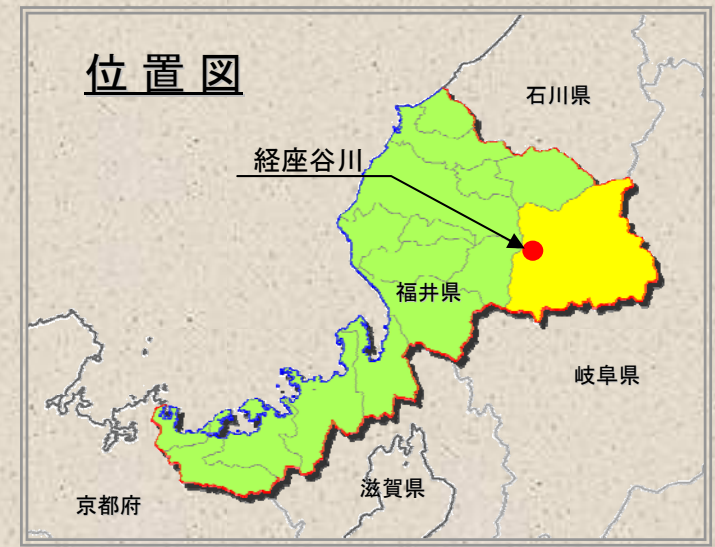 位置図
石川県
経座谷川
福井県
岐阜県
滋賀県
京都府